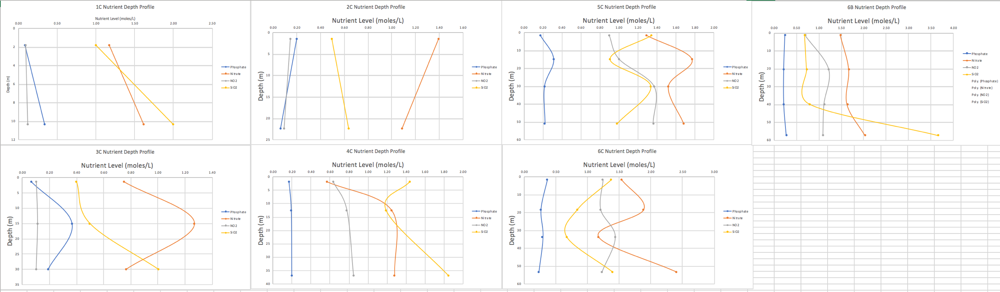 1C Nutrient Depth Profile
Nutrient Level (moles/L)
0.00 0.50 1.00 1.50 2.00 2.50
0
2
4
6
8
10
12
Depth (m)
Phosphate
Nitrate
NO2
SiO2
2C Nutrient Depth Profile
Nutrient Level (moles/L)
0.00 0.20 0.40 0.60 0.80 1.00 1.20 1.40 1.60
0
5
10
15
20
25
Depth (m)
Phosphate
Nitrate
NO2
SiO2
5C Nutrient Depth Profile
Nutrient Level (moles/L)
0.00 0.20 0.40 0.60 0.80 1.00 1.20 1.40 1.60 1.80 2.00
0
10
20
30
40
50
60
Depth (m)
Phosphate
Nitrate
NO2
SiO2
6B Nutrient Depth Profile
Nutrient Level (moles/L)
0.00 0.50 1.00 1.50 2.00 2.50 3.00 3.50 4.00
0
10
20
30
40
50
60
Depth (m)
Phosphate
Nitrate
NO2
SiO2
Poly. (Phosphate)
Poly. (Nitrate)
Poly. (NO2)
Poly. (SiO2)
3C Nutrient Depth Profile
Nutrient Level (moles/L)
0.00 0.20 0.40 0.60 0.80 1.00 1.20 1.40
0
5
10
15
20
25
30
35
Depth (m)
Phosphate
Nitrate
NO2
SiO2
4C Nutrient Depth Profile
Nutrient Level (moles/L)
0.00 0.20 0.40 0.60 0.80 1.00 1.20 1.40 1.60 1.80 2.00
0
5
10
15
20
25
30
35
40
Depth (m)
Phosphate
Nitrate
NO2
SiO2
6C Nutrient Depth Profile
Nutrient Level (moles/L)
0.00 0.50 1.00 1.50 2.00 2.50 3.00
0
10
20
30
40
50
60
Depth (m)
Phosphate
Nitrate
NO2
SiO2